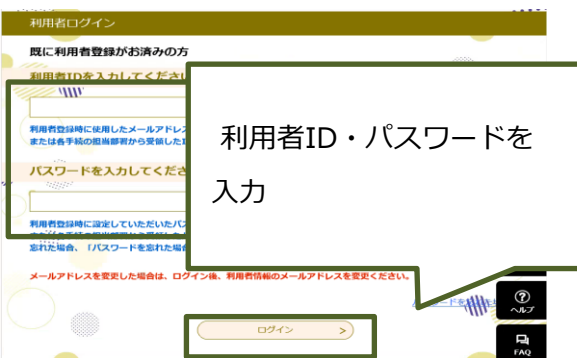 利用者ログイン
既に利用者登録がお済みの方
利用者IDを入力してください
利用者登録時に使用したメールアドレス
または各手続の担当部署から受領したI
パスワードを入力してくださ
利用者登録時に設定していただいたパス
忘れた場合、「パスワードを忘れた場合
メールアドレスを変更した場合は、ログイン後、利用者情報のメールアドレスを変更ください。
利用者ID・パスワードを
入力
ログイン >
ヘルプ
FAQ